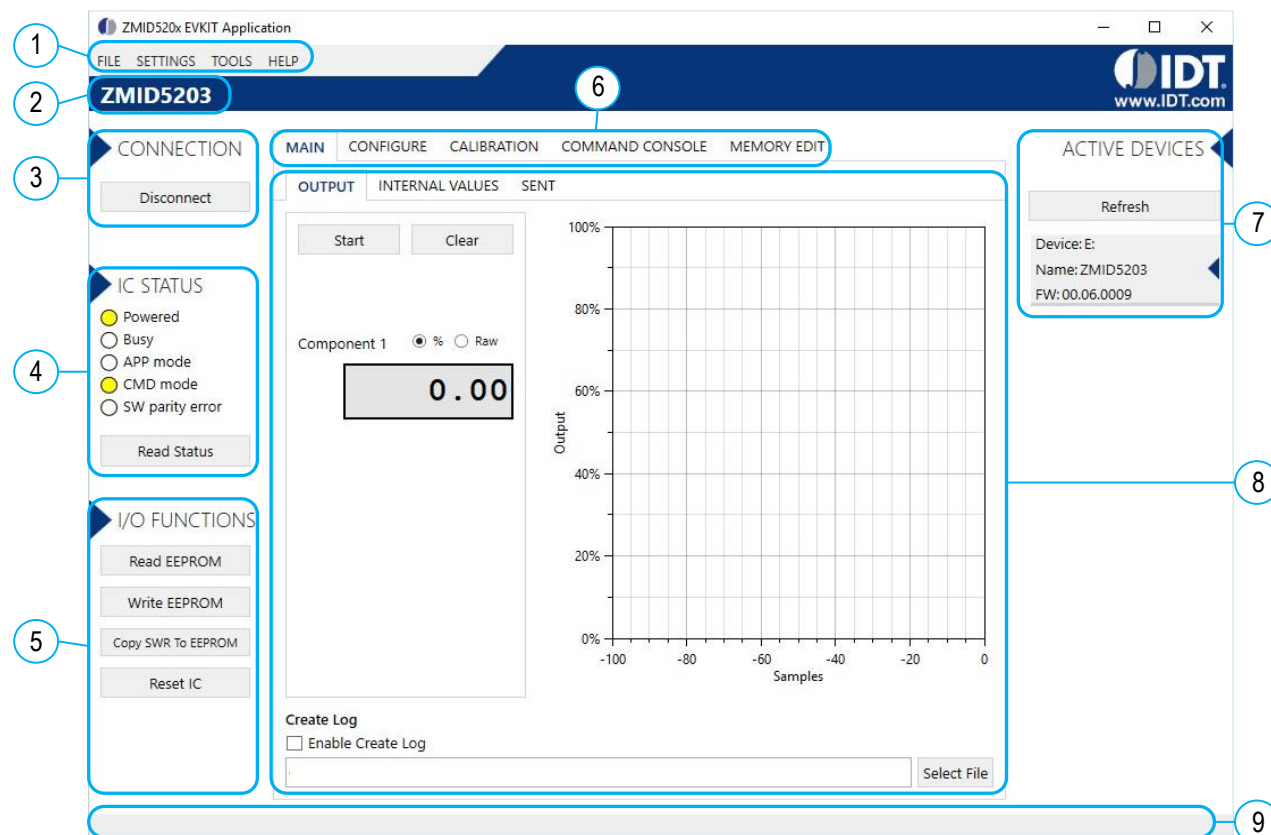 ZMID520x EVKIT Application
1
FILE SETTINGS TOOLS HELP
IDT.
www.IDT.com
2
ZMID5203
6
3
CONNECTION
Disconnect
MAIN CONFIGURE CALIBRATION COMMAND CONSOLE MEMORY EDIT
ACTIVE DEVICES
Refresh
Device: E:
Name: ZMID5203
FW: 00.06.0009
7
OUTPUT INTERNAL VALUES SENT
Start Clear
4
IC STATUS
Powered
Busy
APP mode
CMD mode
SW parity error
Read Status
Component 1 % Raw
0.00
100%
80%
60%
40%
20%
0%
Output
-100 -80 -60 -40 -20 0
Samples
8
5
I/O FUNCTIONS
Read EEPROM
Write EEPROM
Copy SWR To EEPROM
Reset IC
Create Log
Enable Create Log
Select File
9